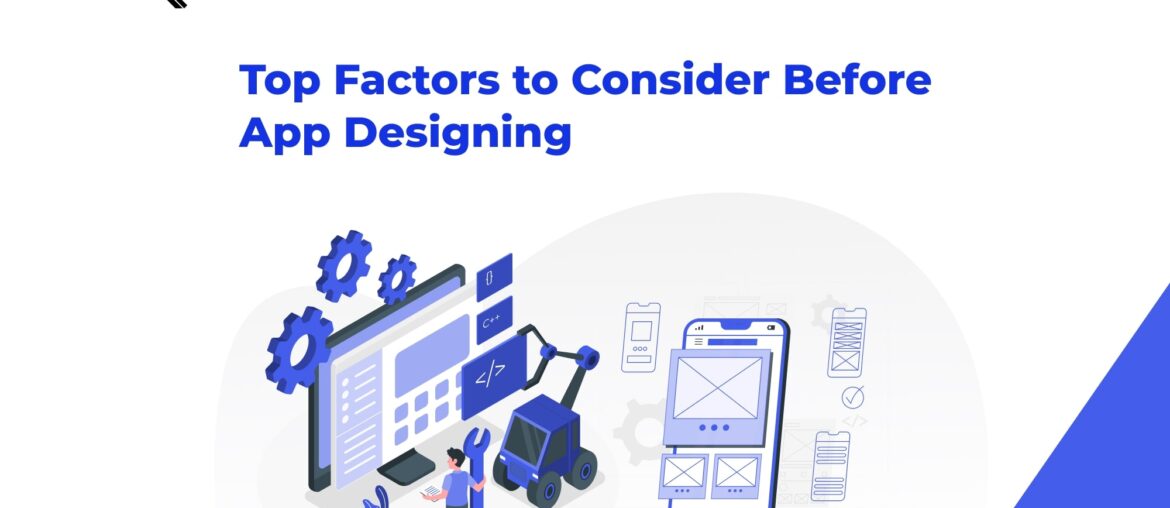 Top Factors to Consider Before
App Designing
{}
C++
</>
</>